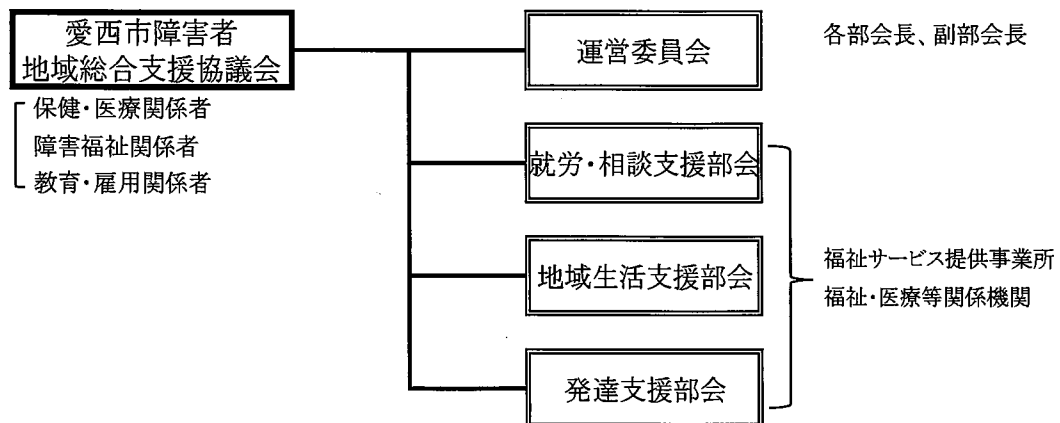 愛西市障害者
地域総合支援協議会
保健・医療関係者
障害福祉関係者
教育・雇用関係者
運営委員会
各部会長、副部会長
就労・相談支援部会
地域生活支援部会
発達支援部会
福祉サービス提供事業所
福祉・医療等関係機関